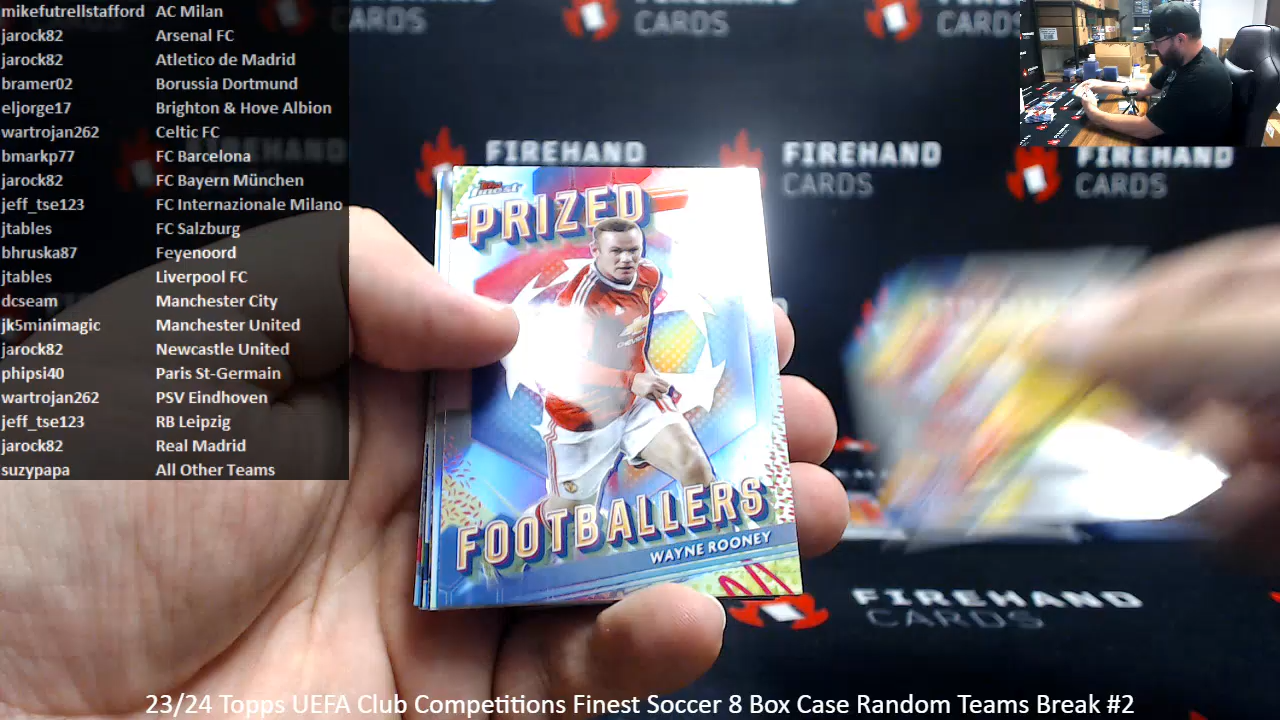 mikefutrellstafford AC Milan
jarock82 Arsenal FC
jarock82 Atletico de Madrid
bramer02 Borussia Dortmund
eljorge17 Brighton & Hove Albion
wartrojan262 Celtic FC
bmarkp77 FC Barcelona
jarock82 FC Bayern München
jeff_tse123 FC Internazionale Milano
jtables FC Salzburg
bhruska87 Feyenoord
jtables Liverpool FC
dcseam Manchester City
jk5minimagic Manchester United
jarock82 Newcastle United
phipsi40 Paris St-Germain
wartrojan262 PSV Eindhoven
jeff_tse123 RB Leipzig
jarock82 Real Madrid
suzypapa All Other Teams
CARDS
CARDS
CARDS
FIREHAND
CARDS
FIREHAND
CARDS
FIREHAND
CARDS
Topps
finest
PRIZED
CHEVROLET
FOOTBALLERS
WAYNE ROONEY
FIREHAND
CARDS
23/24 Topps UEFA Club Competitions Finest Soccer 8 Box Case Random Teams Break #2